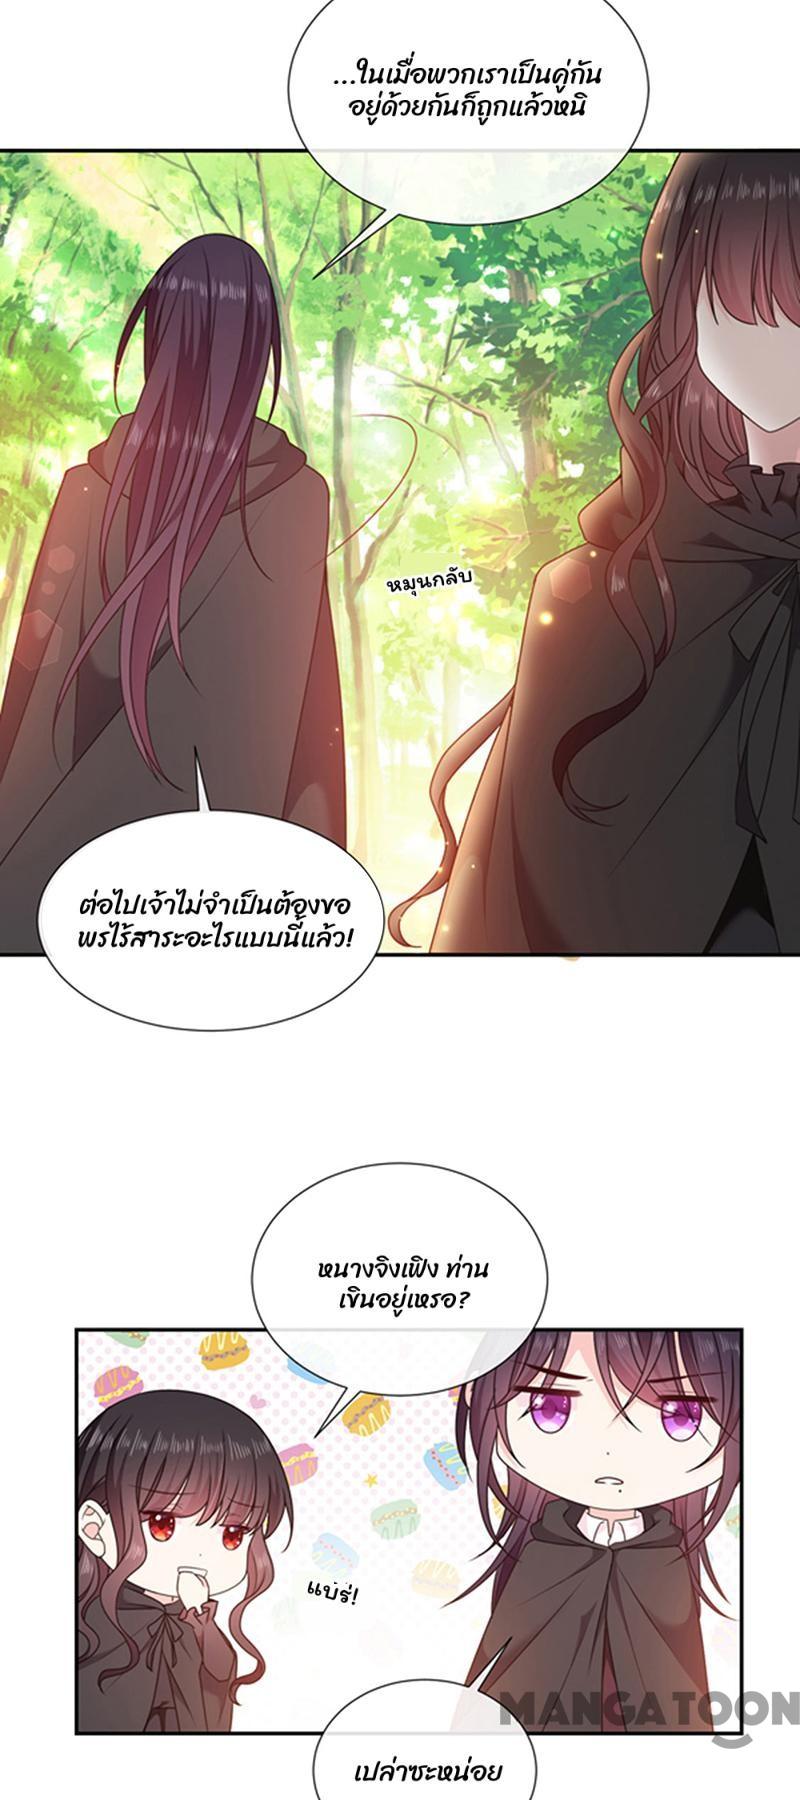 ...ในเมื่อพวกเราเป็นคู่กัน
อยู่ด้วยกันก็ถูกแล้วหนิ
หมุนกลับ
ต่อไปเจ้าไม่จำเป็นต้องขอ
พรไร้สาระอะไรแบบนี้แล้ว!
หนางจิงเฟิง ท่าน
เขินอยู่เหรอ?
แบ้ร่!
MANGATOON
เปล่าซะหน่อย